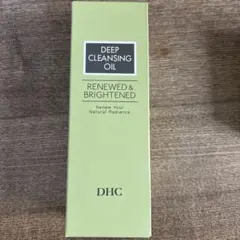 DEEP
CLEANSING
OIL
RENEWED &
BRIGHTENED
Renew Your
Natural Radiance
DHC